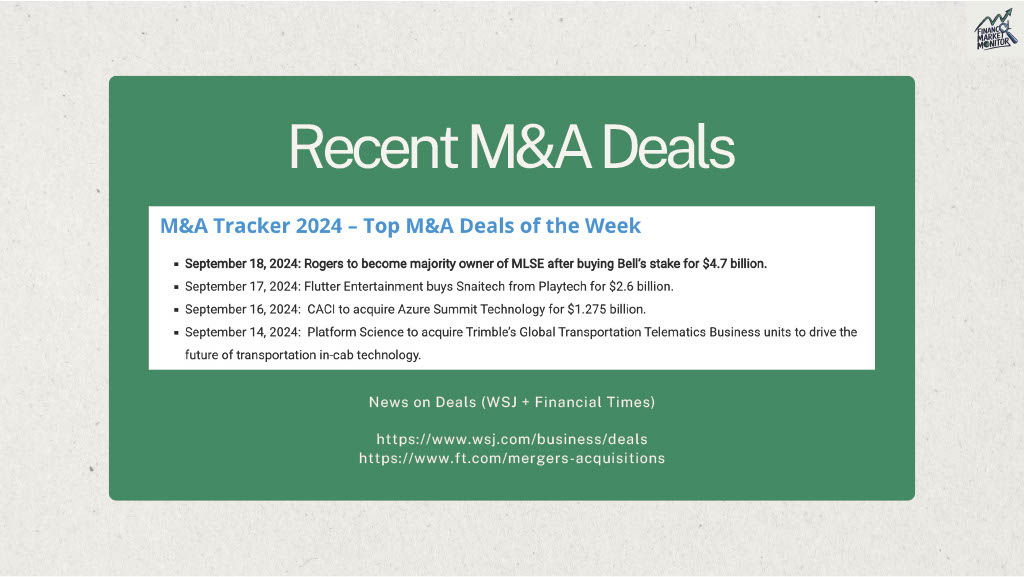 FINANC
MARKET
MONITOR
Recent M&A Deals
M&A Tracker 2024 – Top M&A Deals of the Week
▪ September 18, 2024: Rogers to become majority owner of MLSE after buying Bell's stake for $4.7 billion.
▪ September 17, 2024: Flutter Entertainment buys Snaitech from Playtech for $2.6 billion.
▪ September 16, 2024:  CACI to acquire Azure Summit Technology for $1.275 billion.
▪ September 14, 2024:  Platform Science to acquire Trimble's Global Transportation Telematics Business units to drive the
future of transportation in-cab technology.
News on Deals (WSJ + Financial Times)
https://www.wsj.com/business/deals
https://www.ft.com/mergers-acquisitions